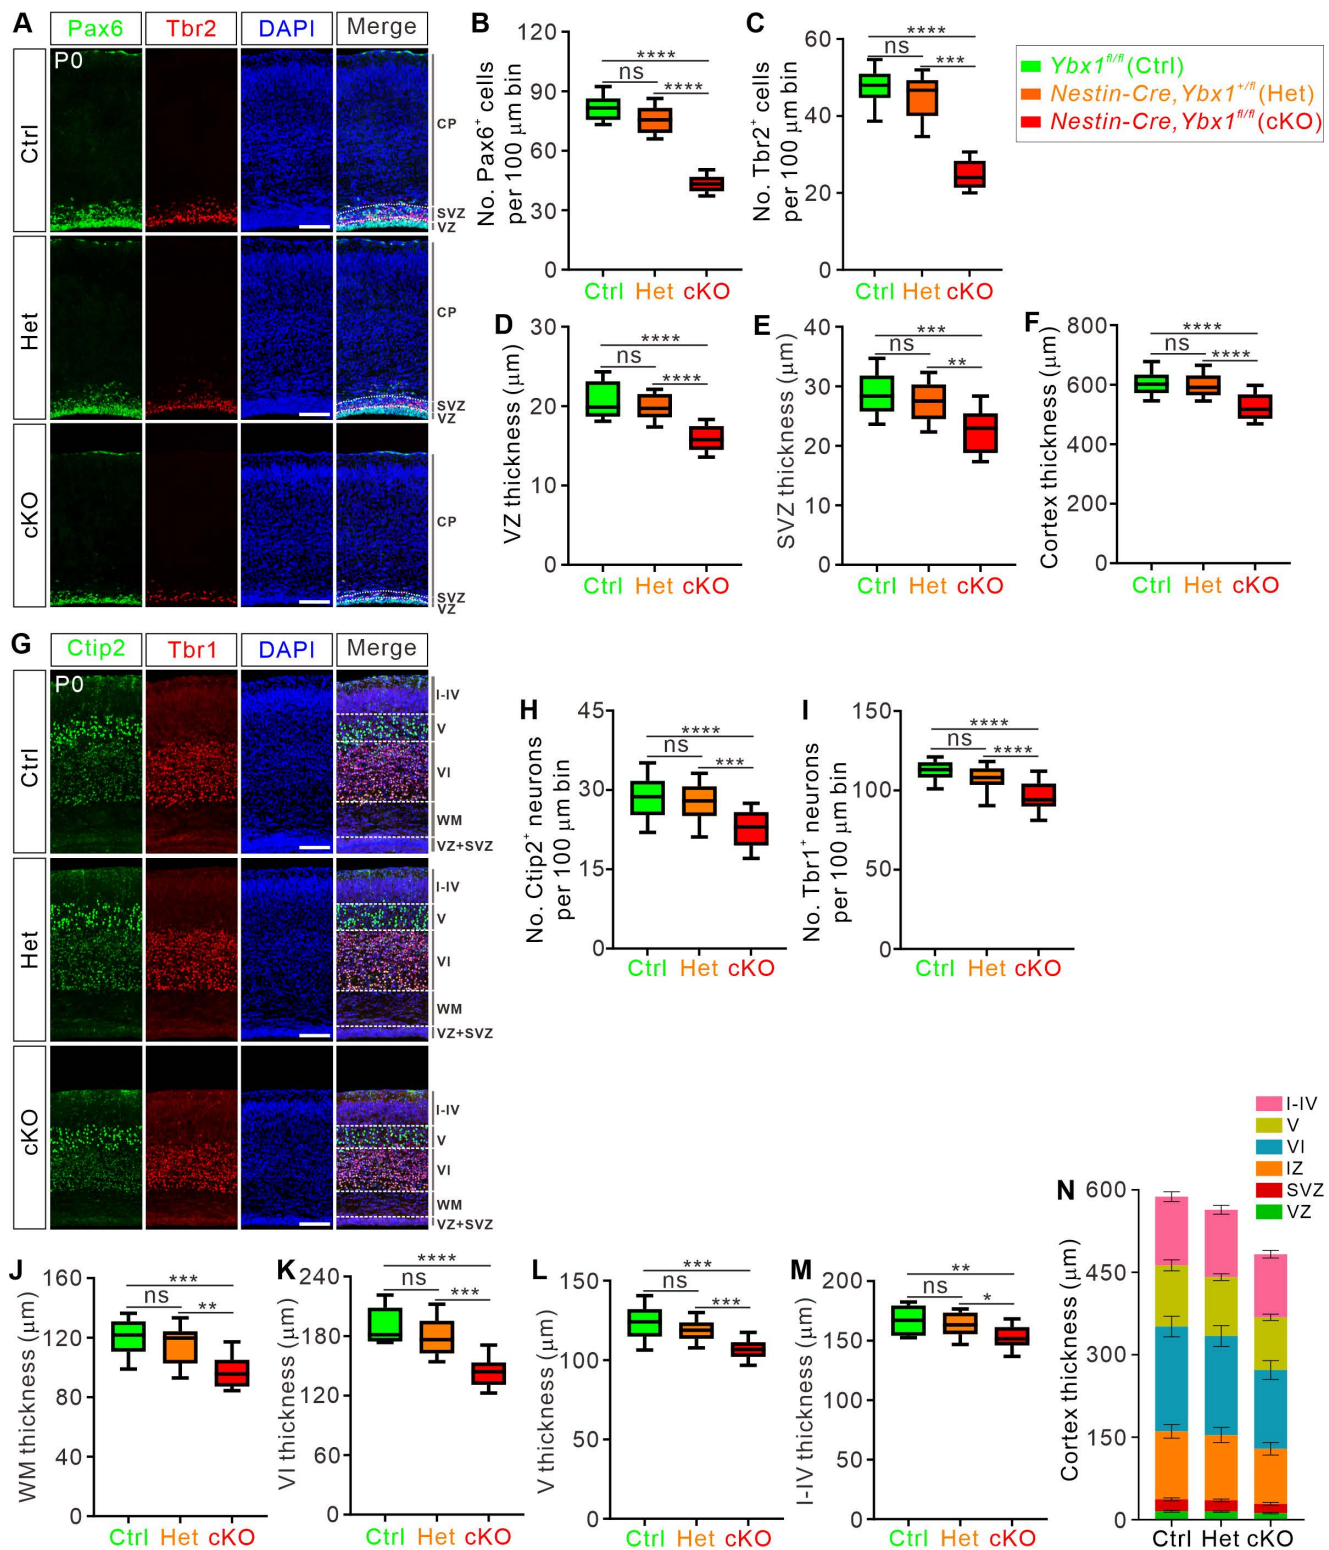 A
Pax6 Tbr2 DAPI Merge
P0
Ctrl
CP
SVZ
VZ
Het
CP
SVZ
VZ
cKO
CP
SVZ
VZ
B
No. Pax6+ cells
per 100 μm bin
120
90
60
30
0
****
ns
****
Ctrl Het cKO
C
No. Tbr2+ cells
per 100 μm bin
60
40
20
0
****
ns
***
Ctrl Het cKO
Ybx1fl/fl (Ctrl)
Nestin-Cre,Ybx1+/fl (Het)
Nestin-Cre,Ybx1fl/fl (cKO)
D
VZ thickness (μm)
30
20
10
0
****
ns
****
Ctrl Het cKO
E
SVZ thickness (μm)
40
30
20
10
0
***
ns
**
Ctrl Het cKO
F
Cortex thickness (μm)
800
600
400
200
0
****
ns
****
Ctrl Het cKO
G
Ctip2 Tbr1 DAPI Merge
P0
Ctrl
I-IV
V
VI
WM
VZ+SVZ
Het
I-IV
V
VI
WM
VZ+SVZ
cKO
I-IV
V
VI
WM
VZ+SVZ
H
No. Ctip2+ neurons
per 100 μm bin
45
30
15
0
****
ns
***
Ctrl Het cKO
I
No. Tbr1+ neurons
per 100 μm bin
150
100
50
0
****
ns
****
Ctrl Het cKO
J
WM thickness (μm)
160
120
80
40
0
***
ns
**
Ctrl Het cKO
K
VI thickness (μm)
240
180
120
60
0
****
ns
***
Ctrl Het cKO
L
V thickness (μm)
150
100
50
0
***
ns
***
Ctrl Het cKO
M
I-IV thickness (μm)
200
150
100
50
0
**
ns
*
Ctrl Het cKO
N
I-IV
V
VI
IZ
SVZ
VZ
Cortex thickness (μm)
600
450
300
150
0
Ctrl Het cKO